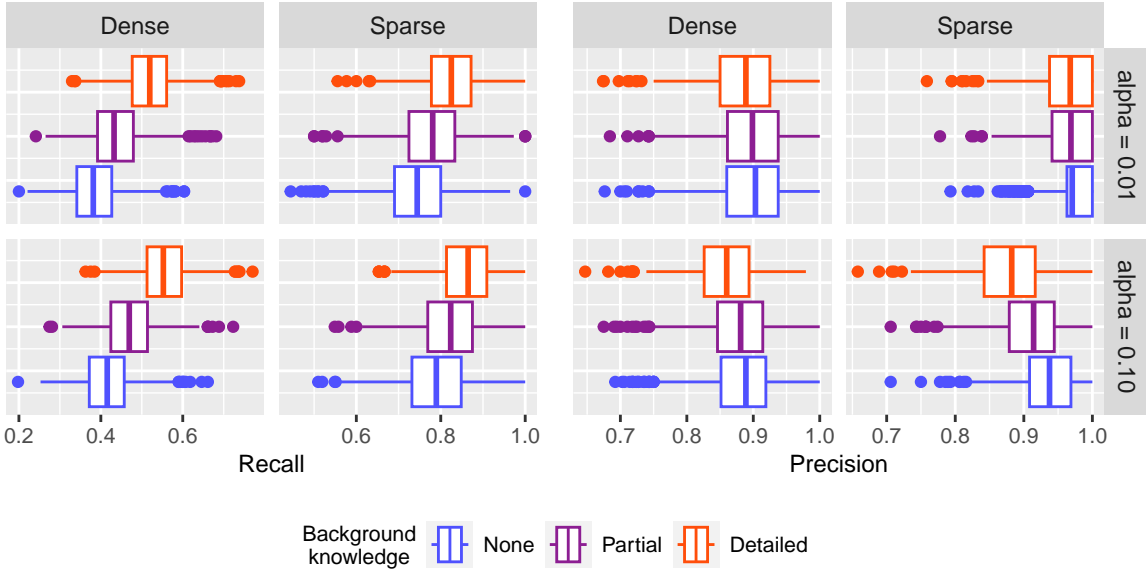 Dense
Sparse
Dense
Sparse
alpha = 0.01
alpha = 0.10
0.2 0.4 0.6
0.6 0.8 1.0
0.7 0.8 0.9 1.0
0.7 0.8 0.9 1.0
Recall
Precision
Background
knowledge
None
Partial
Detailed